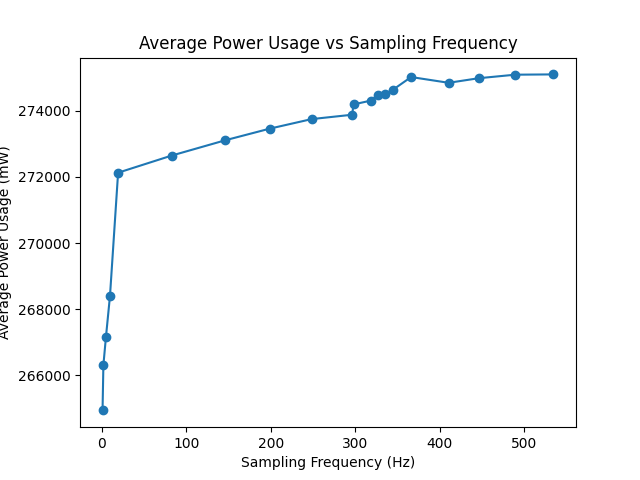 Average Power Usage vs Sampling Frequency
Average Power Usage (mW)
274000
272000
270000
268000
266000
0 100 200 300 400 500
Sampling Frequency (Hz)